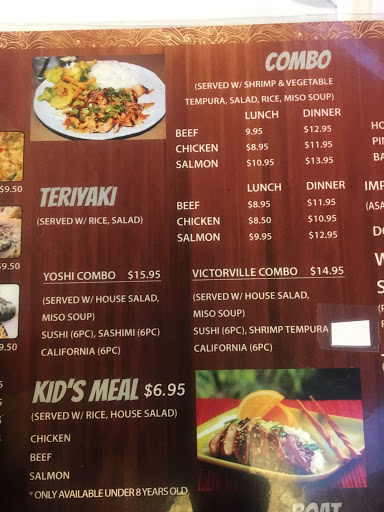 COMBO
(SERVED W/ SHRIMP & VEGETABLE
TEMPURA, SALAD, RICE, MISO SOUP)
LUNCH DINNER
BEEF 9.95 $12.95
CHICKEN $8.95 $11.95
SALMON $10.95 $13.95
TERIYAKI
(SERVED W/ RICE, SALAD)
LUNCH DINNER
BEEF $8.95 $11.95
CHICKEN $8.50 $10.95
SALMON $9.95 $12.95
YOSHI COMBO $15.95
(SERVED W/ HOUSE SALAD,
MISO SOUP)
SUSHI (6PC), SASHIMI (6PC)
CALIFORNIA (6PC)
VICTORVILLE COMBO $14.95
(SERVED W/ HOUSE SALAD,
MISO SOUP)
SUSHI (6PC), SHRIMP TEMPURA
CALIFORNIA (6PC)
KID'S MEAL $6.95
(SERVED W/ RICE, HOUSE SALAD)
CHICKEN
BEEF
SALMON
* ONLY AVAILABLE UNDER 8 YEARS OLD
BOAT
$9.50
$9.50